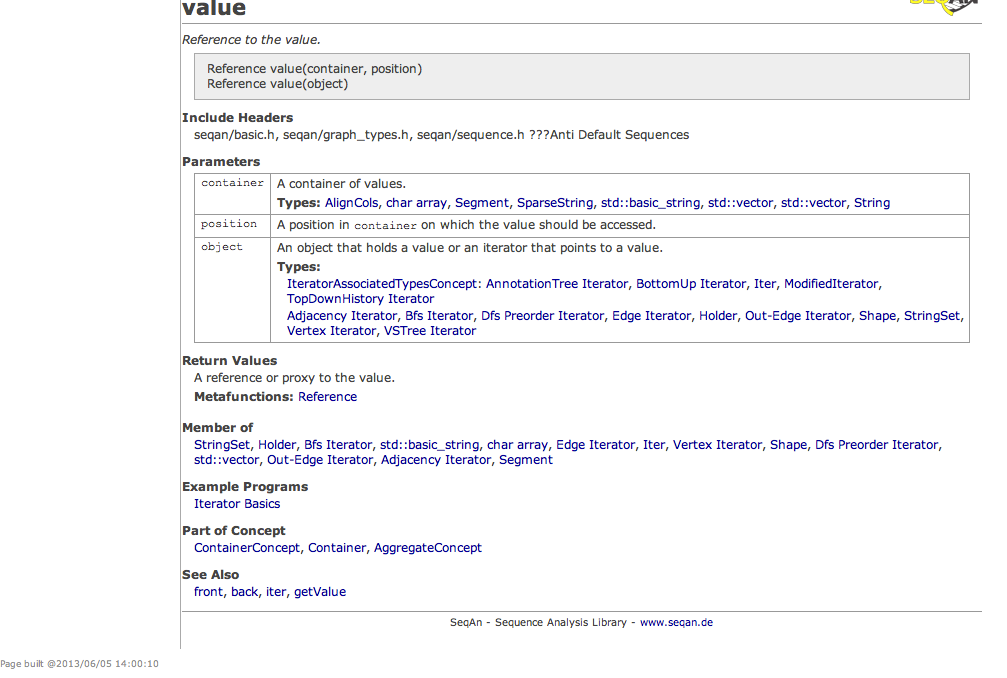 value
SEQAN
Reference to the value.
Reference value(container, position)
Reference value(object)
Include Headers
seqan/basic.h, seqan/graph_types.h, seqan/sequence.h ???Anti Default Sequences
Parameters
container A container of values.
Types: AlignCols, char array, Segment, SparseString, std::basic_string, std::vector, std::vector, String
position A position in container on which the value should be accessed.
object An object that holds a value or an iterator that points to a value.
Types:
IteratorAssociatedTypesConcept: AnnotationTree Iterator, BottomUp Iterator, Iter, ModifiedIterator,
TopDownHistory Iterator
Adjacency Iterator, Bfs Iterator, Dfs Preorder Iterator, Edge Iterator, Holder, Out-Edge Iterator, Shape, StringSet,
Vertex Iterator, VSTree Iterator
Return Values
A reference or proxy to the value.
Metafunctions: Reference
Member of
StringSet, Holder, Bfs Iterator, std::basic_string, char array, Edge Iterator, Iter, Vertex Iterator, Shape, Dfs Preorder Iterator,
std::vector, Out-Edge Iterator, Adjacency Iterator, Segment
Example Programs
Iterator Basics
Part of Concept
ContainerConcept, Container, AggregateConcept
See Also
front, back, iter, getValue
SeqAn - Sequence Analysis Library - www.seqan.de
Page built @2013/06/05 14:00:10